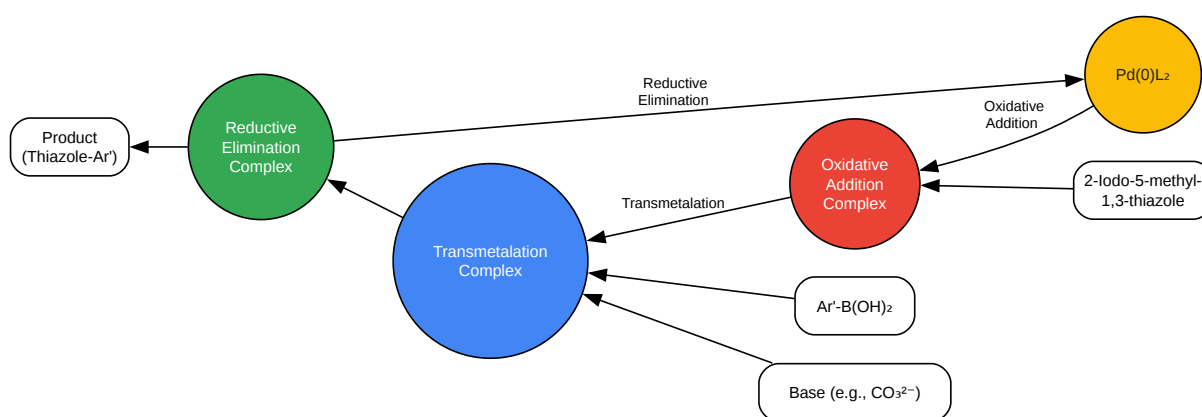 Pd(0)L₂
Reductive
Elimination
Oxidative
Addition
Product
(Thiazole-Ar')
Reductive
Elimination
Complex
Oxidative
Addition
Complex
2-Iodo-5-methyl-
1,3-thiazole
Transmetalation
Transmetalation
Complex
Ar'-B(OH)₂
Base (e.g., CO₃²⁻)